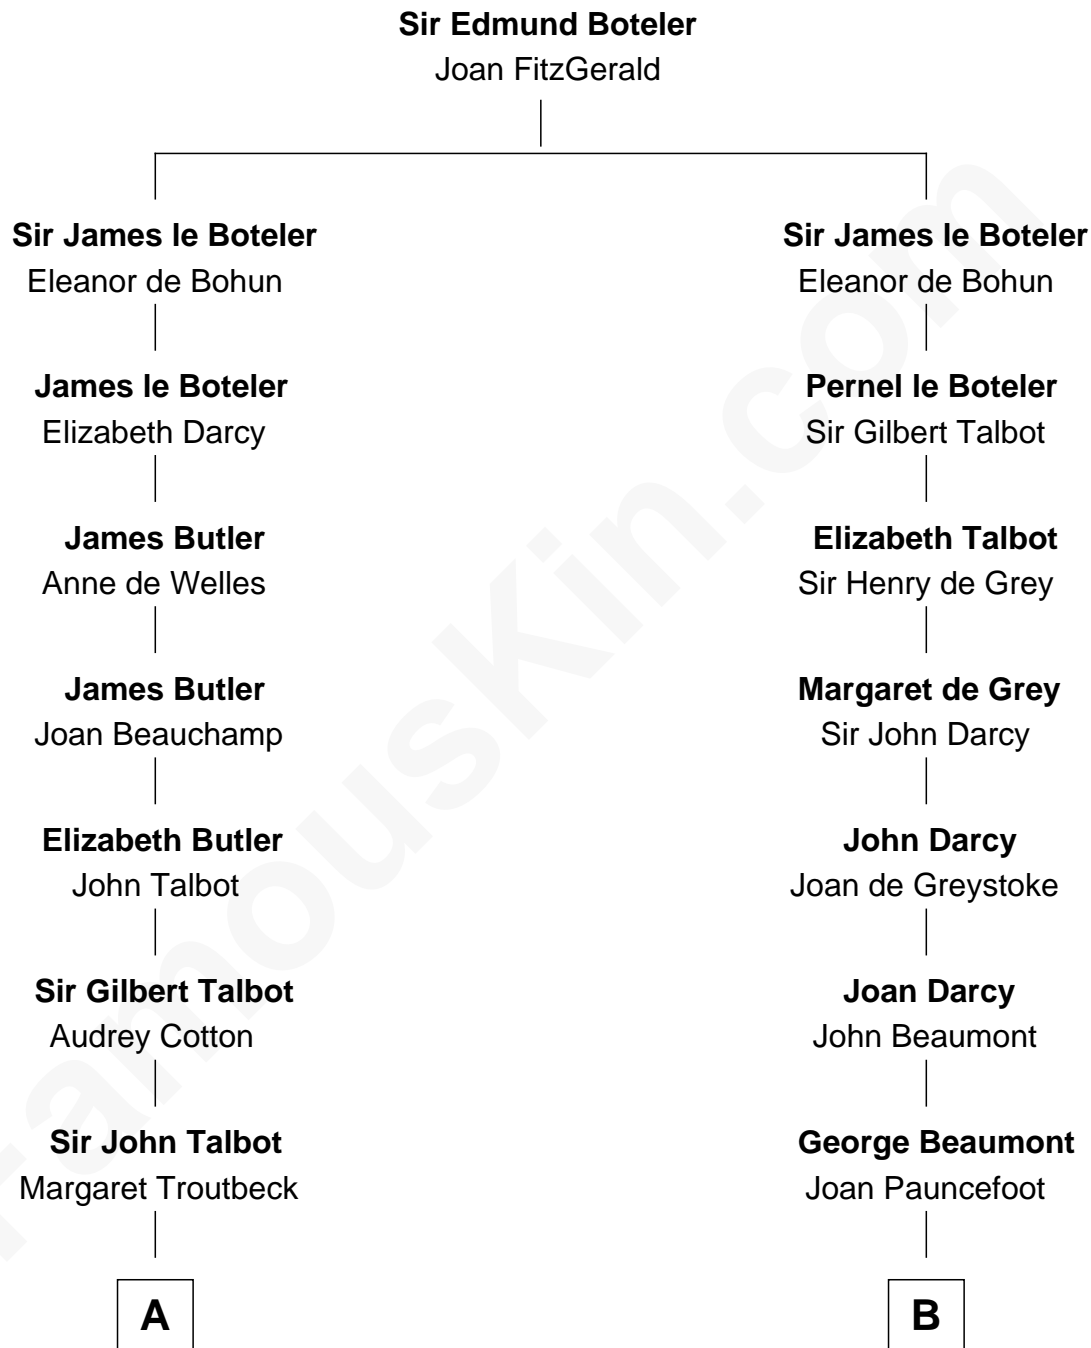 Sir Edmund Boteler
Joan FitzGerald
Sir James le Boteler
Eleanor de Bohun
Sir James le Boteler
Eleanor de Bohun
James le Boteler
Elizabeth Darcy
Pernel le Boteler
Sir Gilbert Talbot
James Butler
Anne de Welles
Elizabeth Talbot
Sir Henry de Grey
James Butler
Joan Beauchamp
Margaret de Grey
Sir John Darcy
Elizabeth Butler
John Talbot
John Darcy
Joan de Greystoke
Sir Gilbert Talbot
Audrey Cotton
Joan Darcy
John Beaumont
Sir John Talbot
Margaret Troutbeck
George Beaumont
Joan Pauncefoot
A
B
FamousKin.com